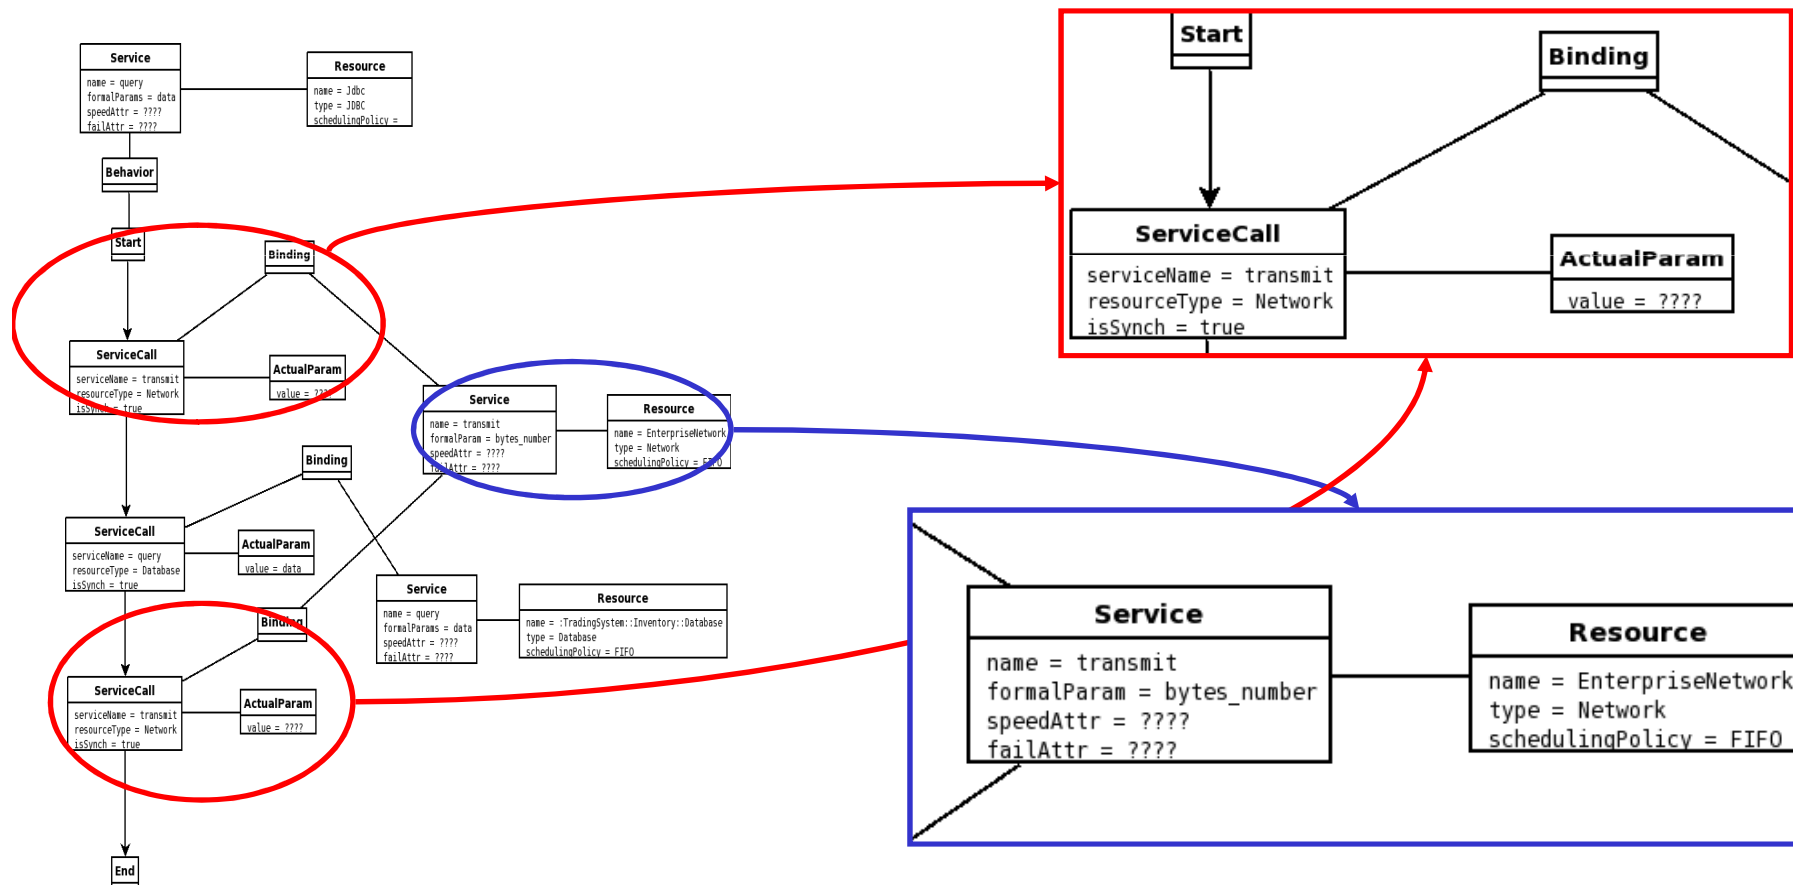 Service
name = query
formalParams = data
speedAttr = ????
failAttr = ????
Resource
name = Jdbc
type = JDBC
schedulingPolicy =
Behavior
Start
Binding
ServiceCall
serviceName = transmit
resourceType = Network
isSynch = true
ActualParam
value = ????
Service
name = transmit
formalParam = bytes_number
speedAttr = ????
failAttr = ????
Resource
name = EnterpriseNetwork
type = Network
schedulingPolicy = FIFO
Binding
ServiceCall
serviceName = query
resourceType = Database
isSynch = true
ActualParam
value = data
Service
name = query
formalParams = data
speedAttr = ????
failAttr = ????
Resource
name = :TradingSystem::Inventory::Database
type = Database
schedulingPolicy = FIFO
Binding
ServiceCall
serviceName = transmit
resourceType = Network
isSynch = true
ActualParam
value = ????
End
Start
Binding
ServiceCall
serviceName = transmit
resourceType = Network
isSynch = true
ActualParam
value = ????
Service
name = transmit
formalParam = bytes_number
speedAttr = ????
failAttr = ????
Resource
name = EnterpriseNetwork
type = Network
schedulingPolicy = FIFO